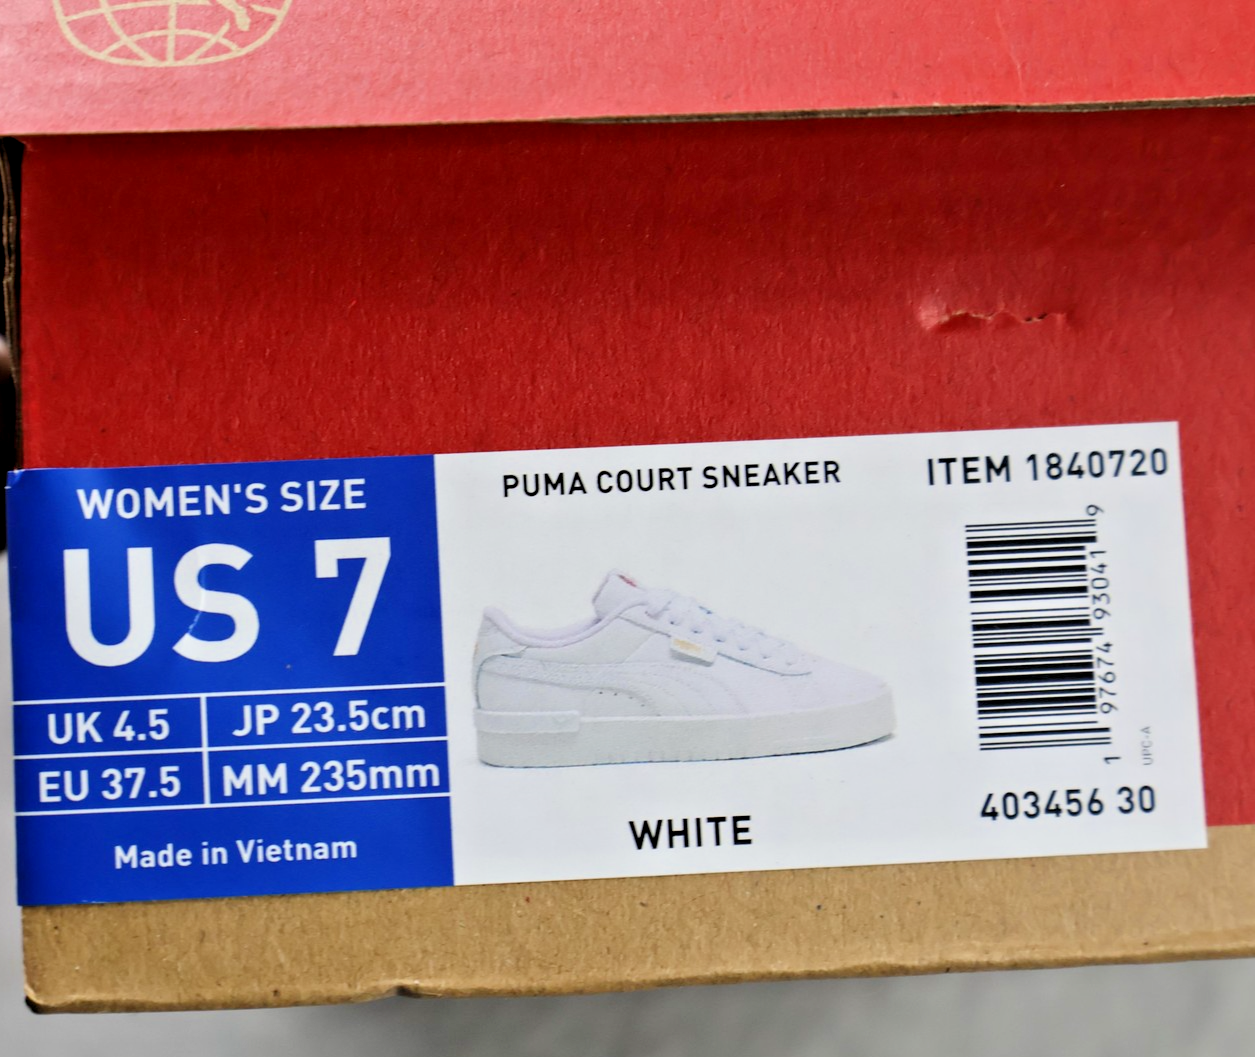 WOMEN'S SIZE
US 7
UK 4.5
JP 23.5cm
EU 37.5
MM 235mm
Made in Vietnam
PUMA COURT SNEAKER
WHITE
ITEM 1840720
1 97674 93041 9
UPC-A
403456 30